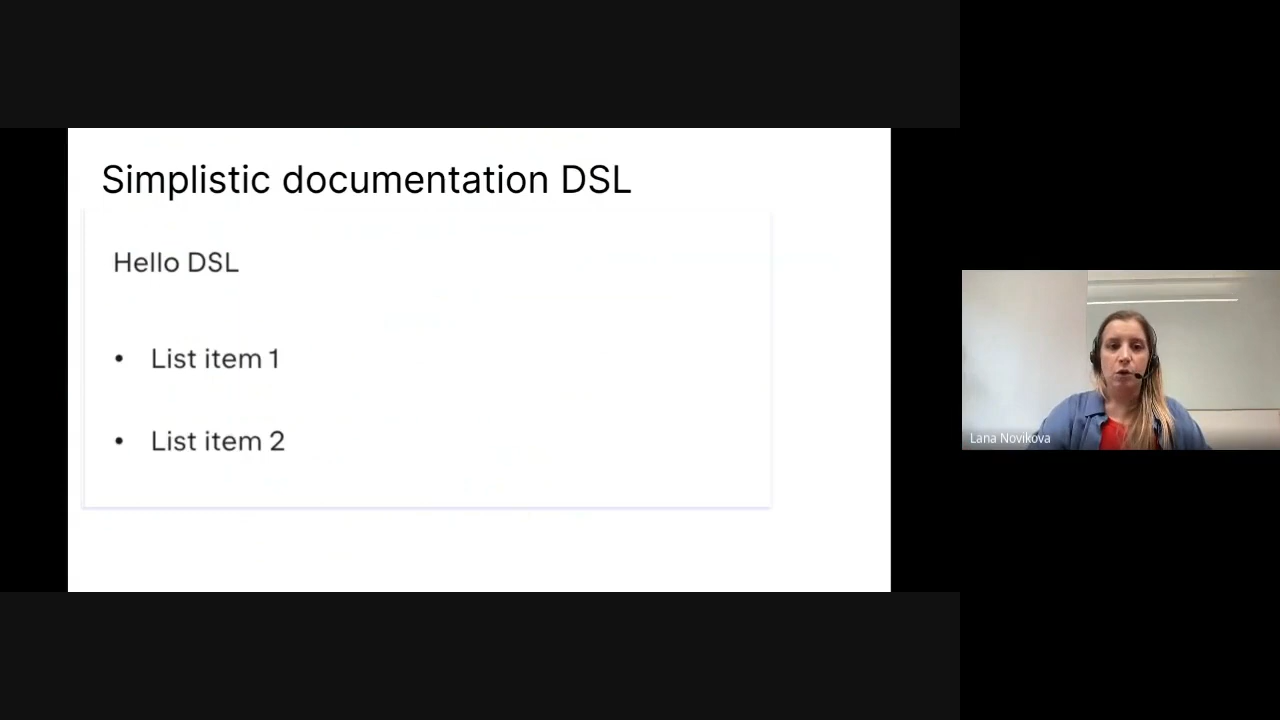 Simplistic documentation DSL
Hello DSL
• List item 1
• List item 2
Lana Novikova